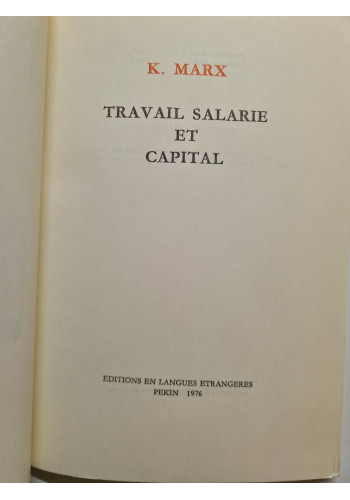 K. MARX
TRAVAIL SALARIE
ET
CAPITAL
EDITIONS EN LANGUES ETRANGERES
PEKIN 1976